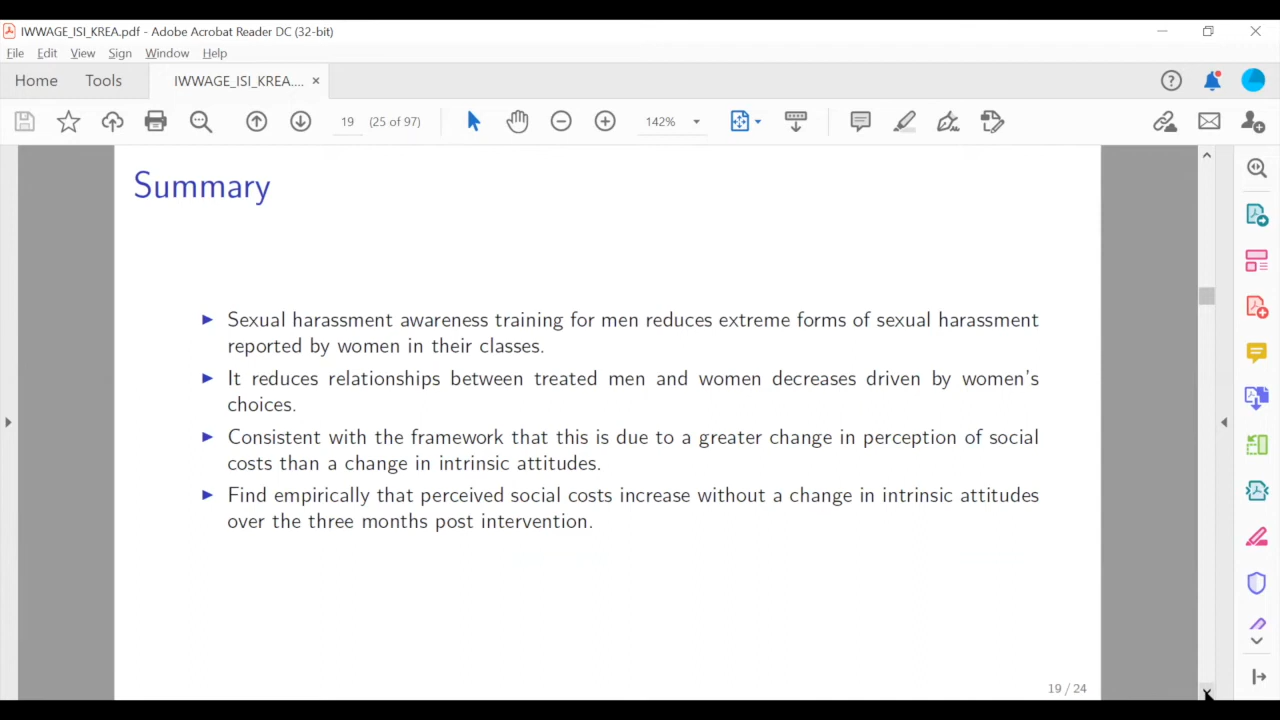 IWWAGE_ISI_KREA.pdf - Adobe Acrobat Reader DC (32-bit)
File Edit View Sign Window Help
Home Tools IWWAGE_ISI_KREA.... ×
19 (25 of 97) 142%
Summary
Sexual harassment awareness training for men reduces extreme forms of sexual harassment
reported by women in their classes.
It reduces relationships between treated men and women decreases driven by women's
choices.
Consistent with the framework that this is due to a greater change in perception of social
costs than a change in intrinsic attitudes.
Find empirically that perceived social costs increase without a change in intrinsic attitudes
over the three months post intervention.
19 / 24